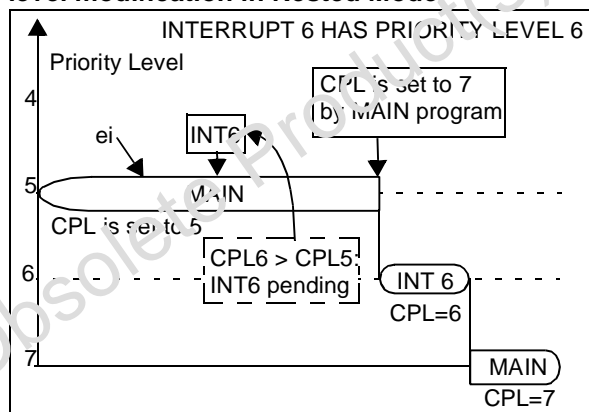 level modification in Nested Mode
INTERRUPT 6 HAS PRIORITY LEVEL 6
Priority Level
CPL is set to 7
by MAIN program
4
ei
INT6
5
MAIN
CPL is set to 5
CPL6 > CPL5:
INT6 pending
6
INT 6
CPL=6
7
MAIN
CPL=7
Obsolete Product(s)